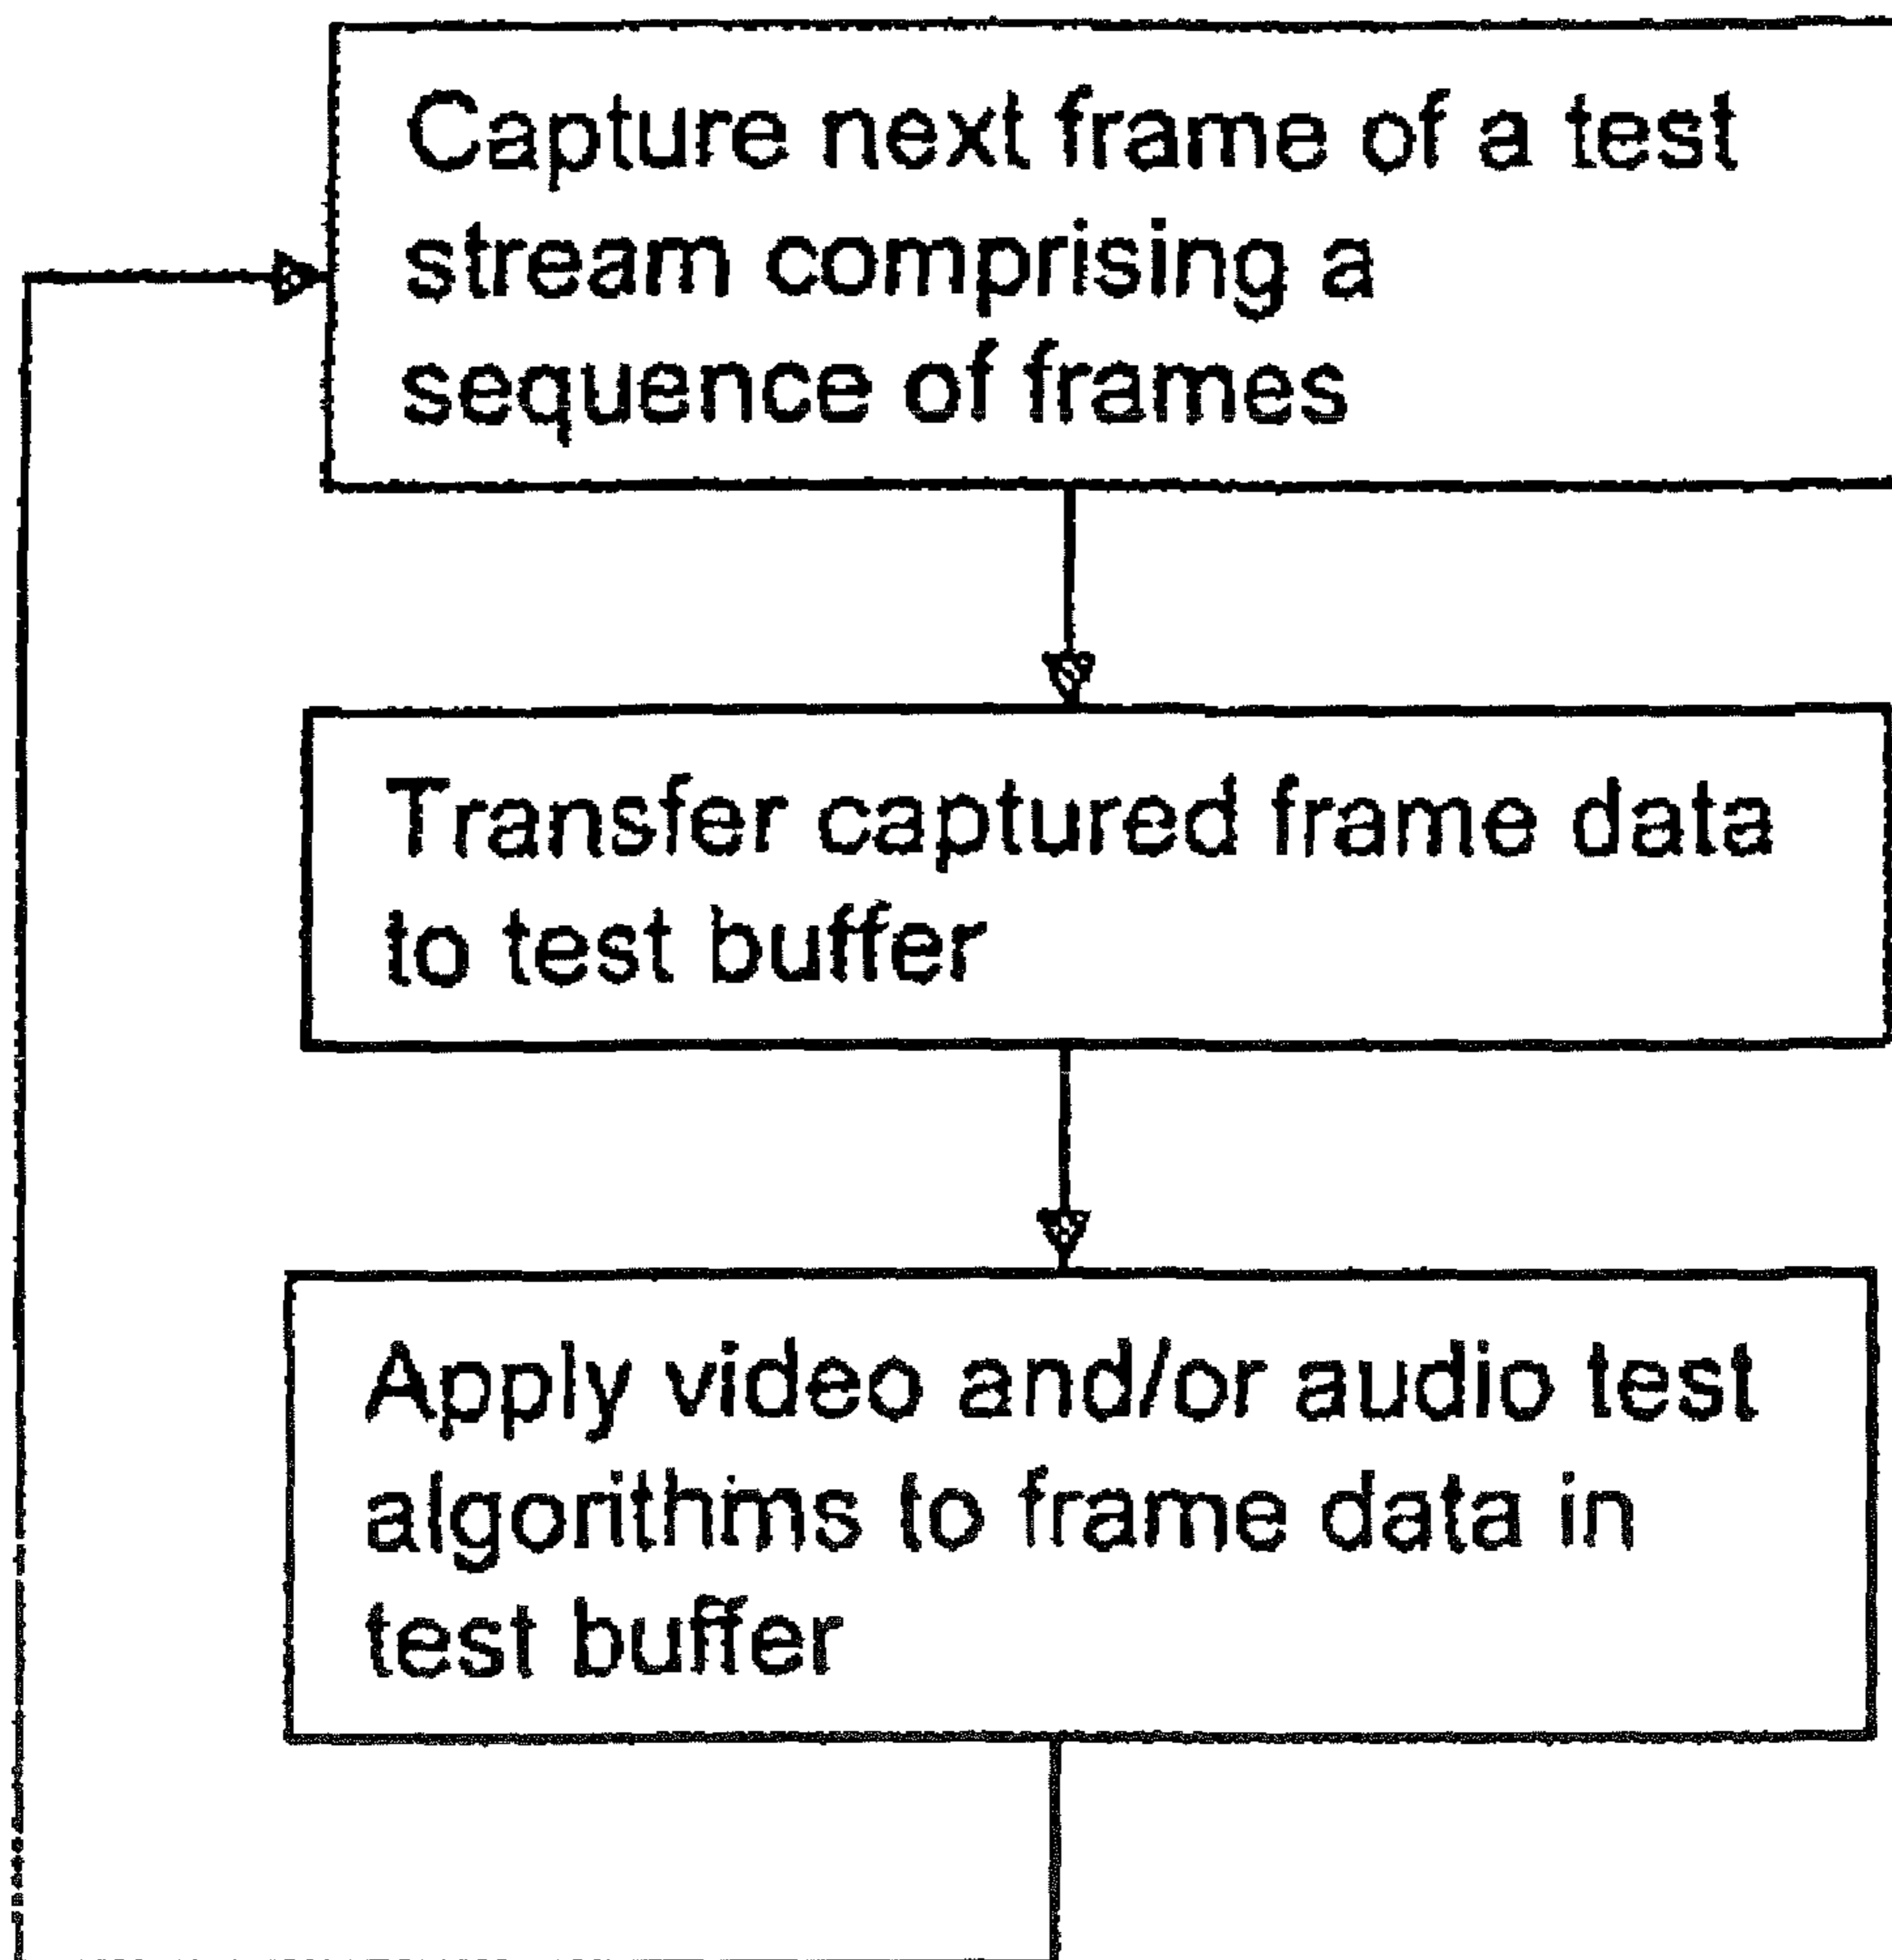 Capture next frame of a test
stream comprising a
sequence of frames
Transfer captured frame data
to test buffer
Apply video and/or audio test
algorithms to frame data in
test buffer